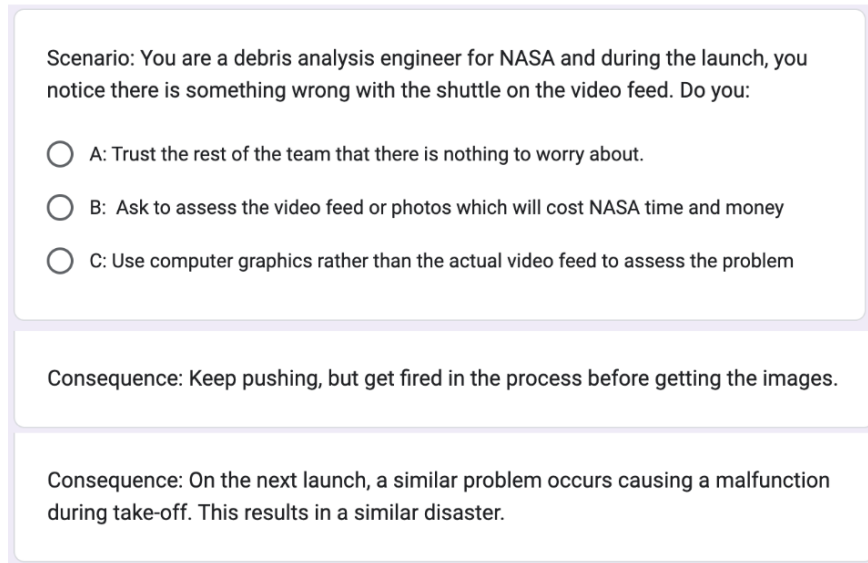 Scenario: You are a debris analysis engineer for NASA and during the launch, you
notice there is something wrong with the shuttle on the video feed. Do you:
A: Trust the rest of the team that there is nothing to worry about.
B: Ask to assess the video feed or photos which will cost NASA time and money
C: Use computer graphics rather than the actual video feed to assess the problem
Consequence: Keep pushing, but get fired in the process before getting the images.
Consequence: On the next launch, a similar problem occurs causing a malfunction
during take-off. This results in a similar disaster.